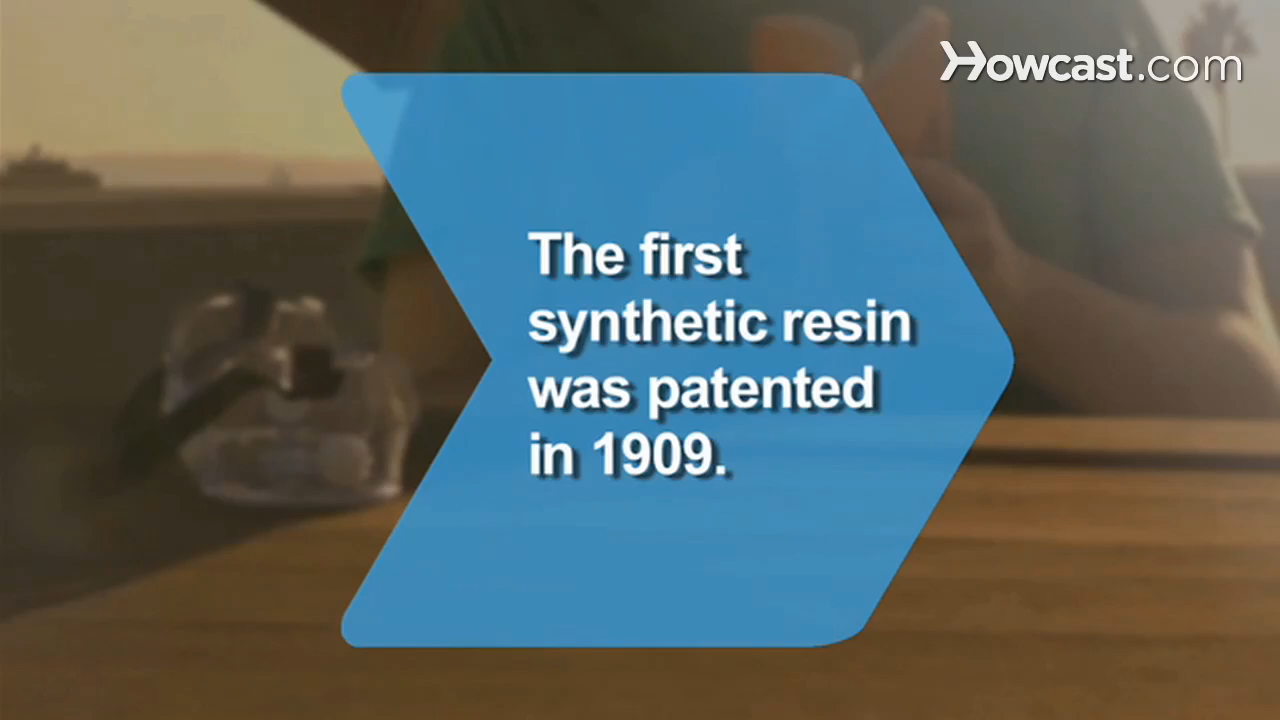 Howcast.com
The first
synthetic resin
was patented
in 1909.